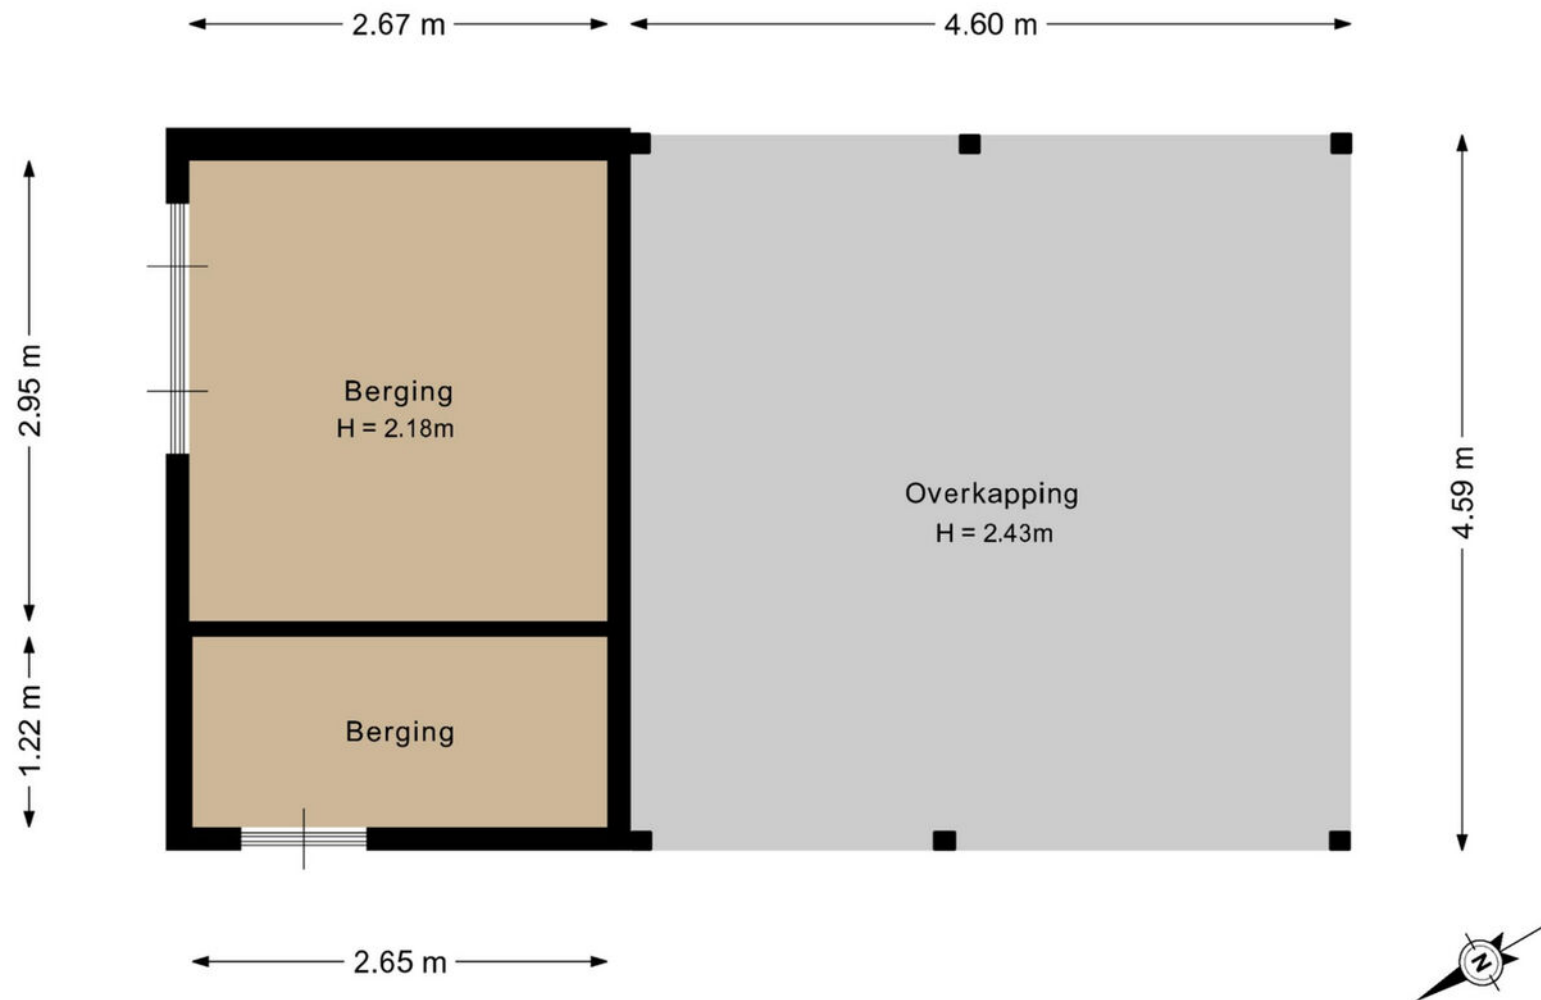 2.67 m
4.60 m
2.95 m
Berging
H = 2.18m
Overkapping
H = 2.43m
4.59 m
1.22 m
Berging
2.65 m
N